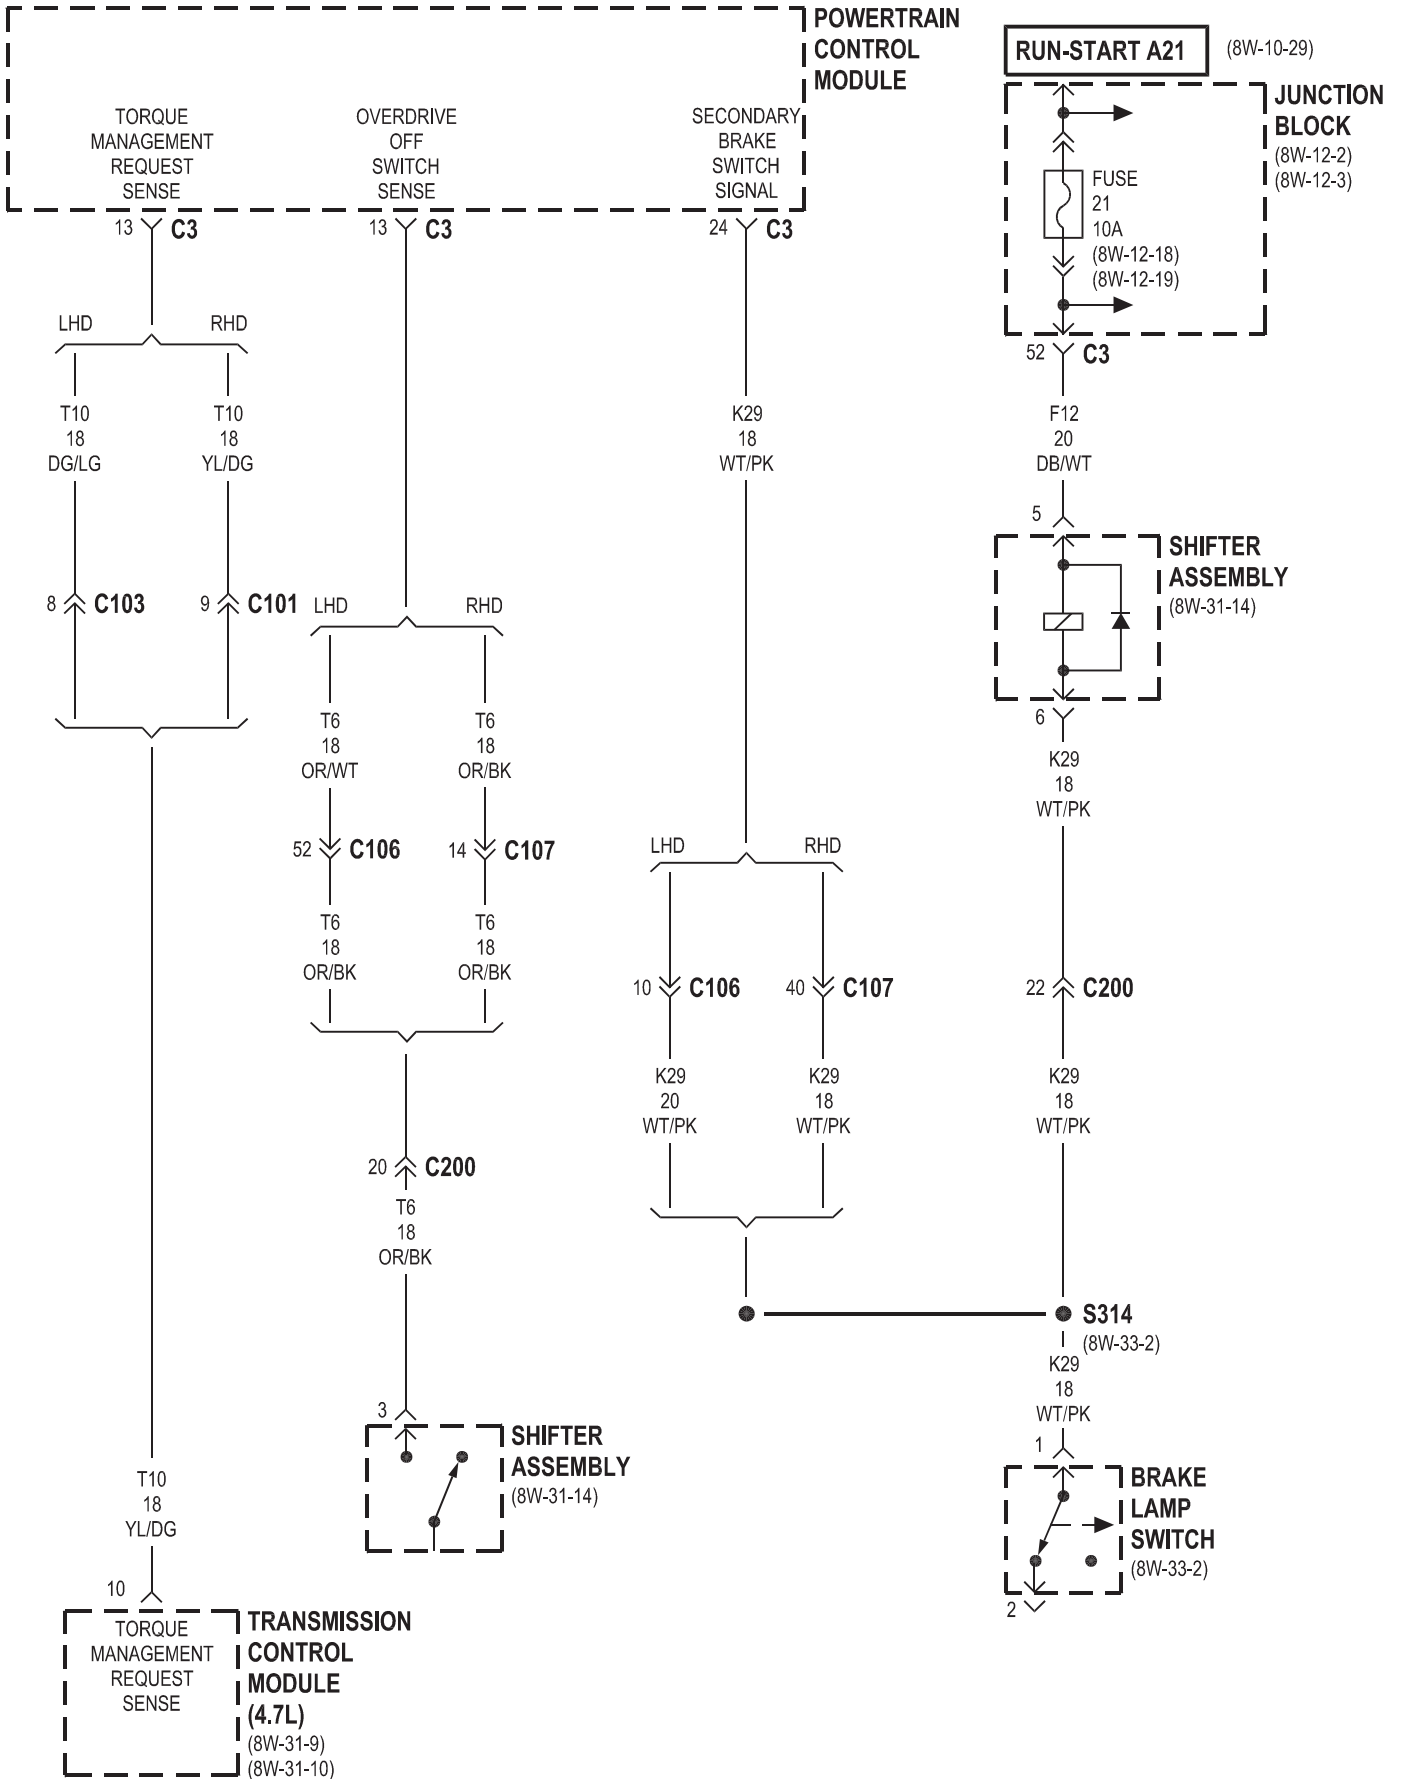 POWERTRAIN
CONTROL
MODULE
TORQUE
MANAGEMENT
REQUEST
SENSE
OVERDRIVE
OFF
SWITCH
SENSE
SECONDARY
BRAKE
SWITCH
SIGNAL
13 C3
13 C3
24 C3
RUN-START A21 (8W-10-29)
JUNCTION
BLOCK
(8W-12-2)
(8W-12-3)
FUSE
21
10A
(8W-12-18)
(8W-12-19)
52 C3
LHD RHD
T10
18
DG/LG
T10
18
YL/DG
K29
18
WT/PK
F12
20
DB/WT
5
SHIFTER
ASSEMBLY
(8W-31-14)
6
8 C103
9 C101
LHD RHD
T6
18
OR/WT
T6
18
OR/BK
K29
18
WT/PK
52 C106
14 C107
LHD RHD
T6
18
OR/BK
T6
18
OR/BK
10 C106
40 C107
22 C200
K29
20
WT/PK
K29
18
WT/PK
K29
18
WT/PK
20 C200
T6
18
OR/BK
S314
(8W-33-2)
K29
18
WT/PK
3
SHIFTER
ASSEMBLY
(8W-31-14)
1
BRAKE
LAMP
SWITCH
(8W-33-2)
2
T10
18
YL/DG
10
TORQUE
MANAGEMENT
REQUEST
SENSE
TRANSMISSION
CONTROL
MODULE
(4.7L)
(8W-31-9)
(8W-31-10)